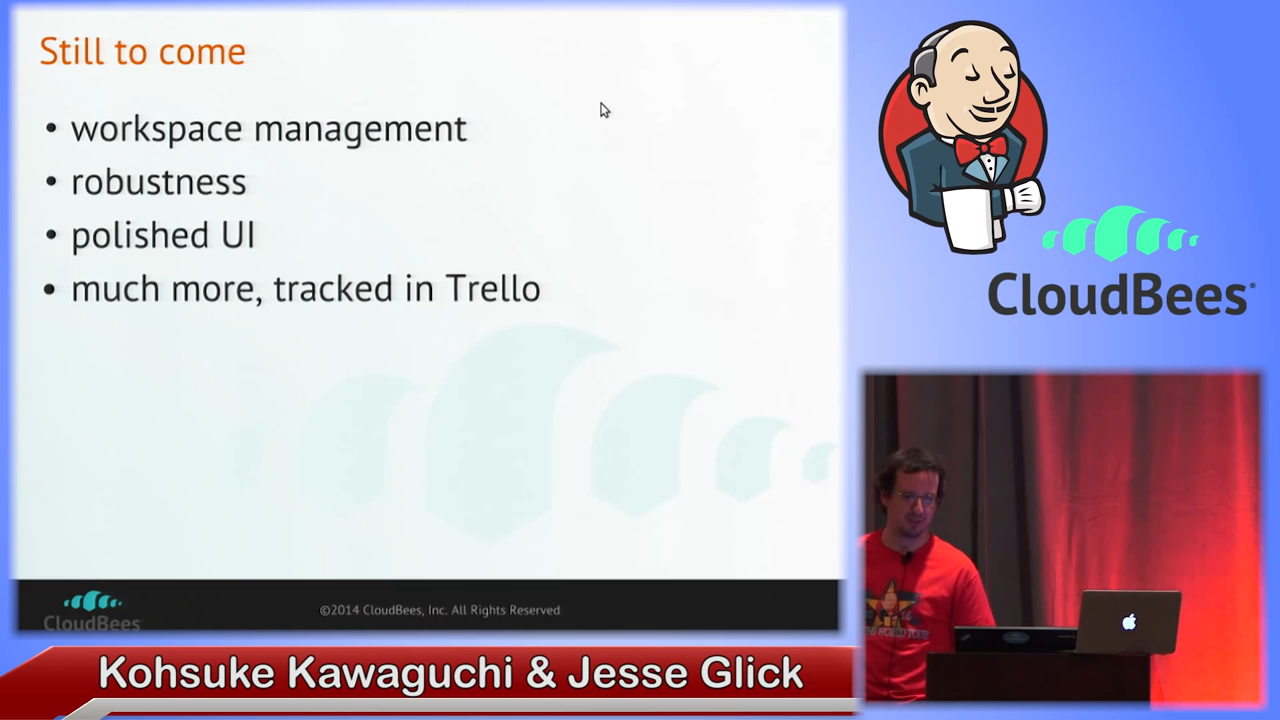 Still to come
• workspace management
• robustness
• polished UI
• much more, tracked in Trello
CloudBees
©2014 CloudBees, Inc. All Rights Reserved
CloudBees
Kohsuke Kawaguchi & Jesse Glick